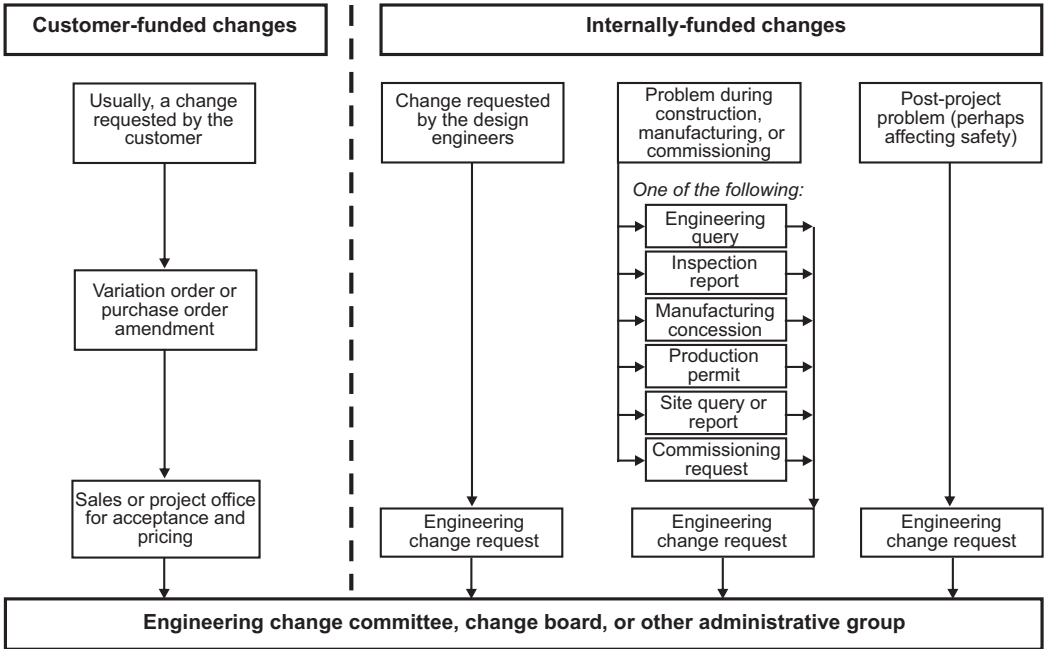 Customer-funded changes
Internally-funded changes
Usually, a change
requested by the
customer
Variation order or
purchase order
amendment
Sales or project office
for acceptance and
pricing
Change requested
by the design
engineers
Engineering
change request
Problem during
construction,
manufacturing, or
commissioning
One of the following:
Engineering
query
Inspection
report
Manufacturing
concession
Production
permit
Site query or
report
Commissioning
request
Engineering
change request
Post-project
problem (perhaps
affecting safety)
Engineering
change request
Engineering change committee, change board, or other administrative group